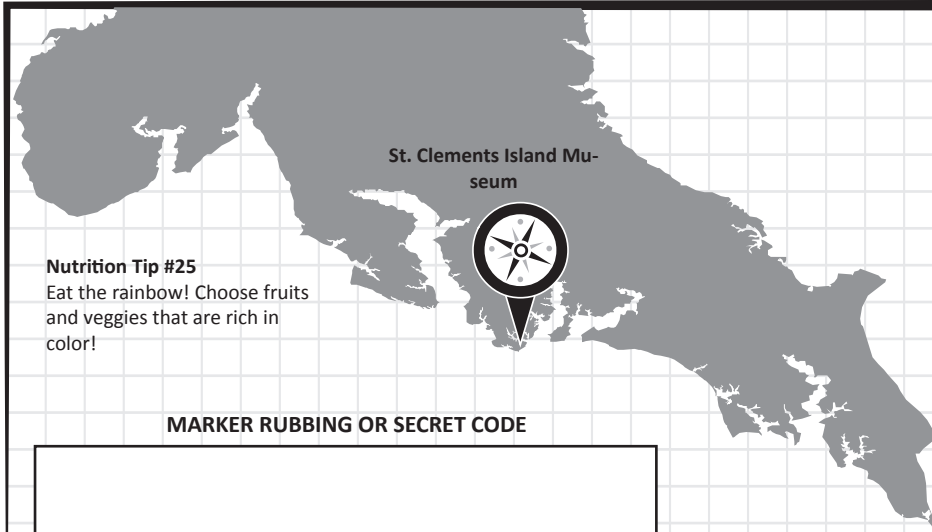 St. Clements Island Mu-
seum
Nutrition Tip #25
Eat the rainbow! Choose fruits
and veggies that are rich in
color!
MARKER RUBBING OR SECRET CODE